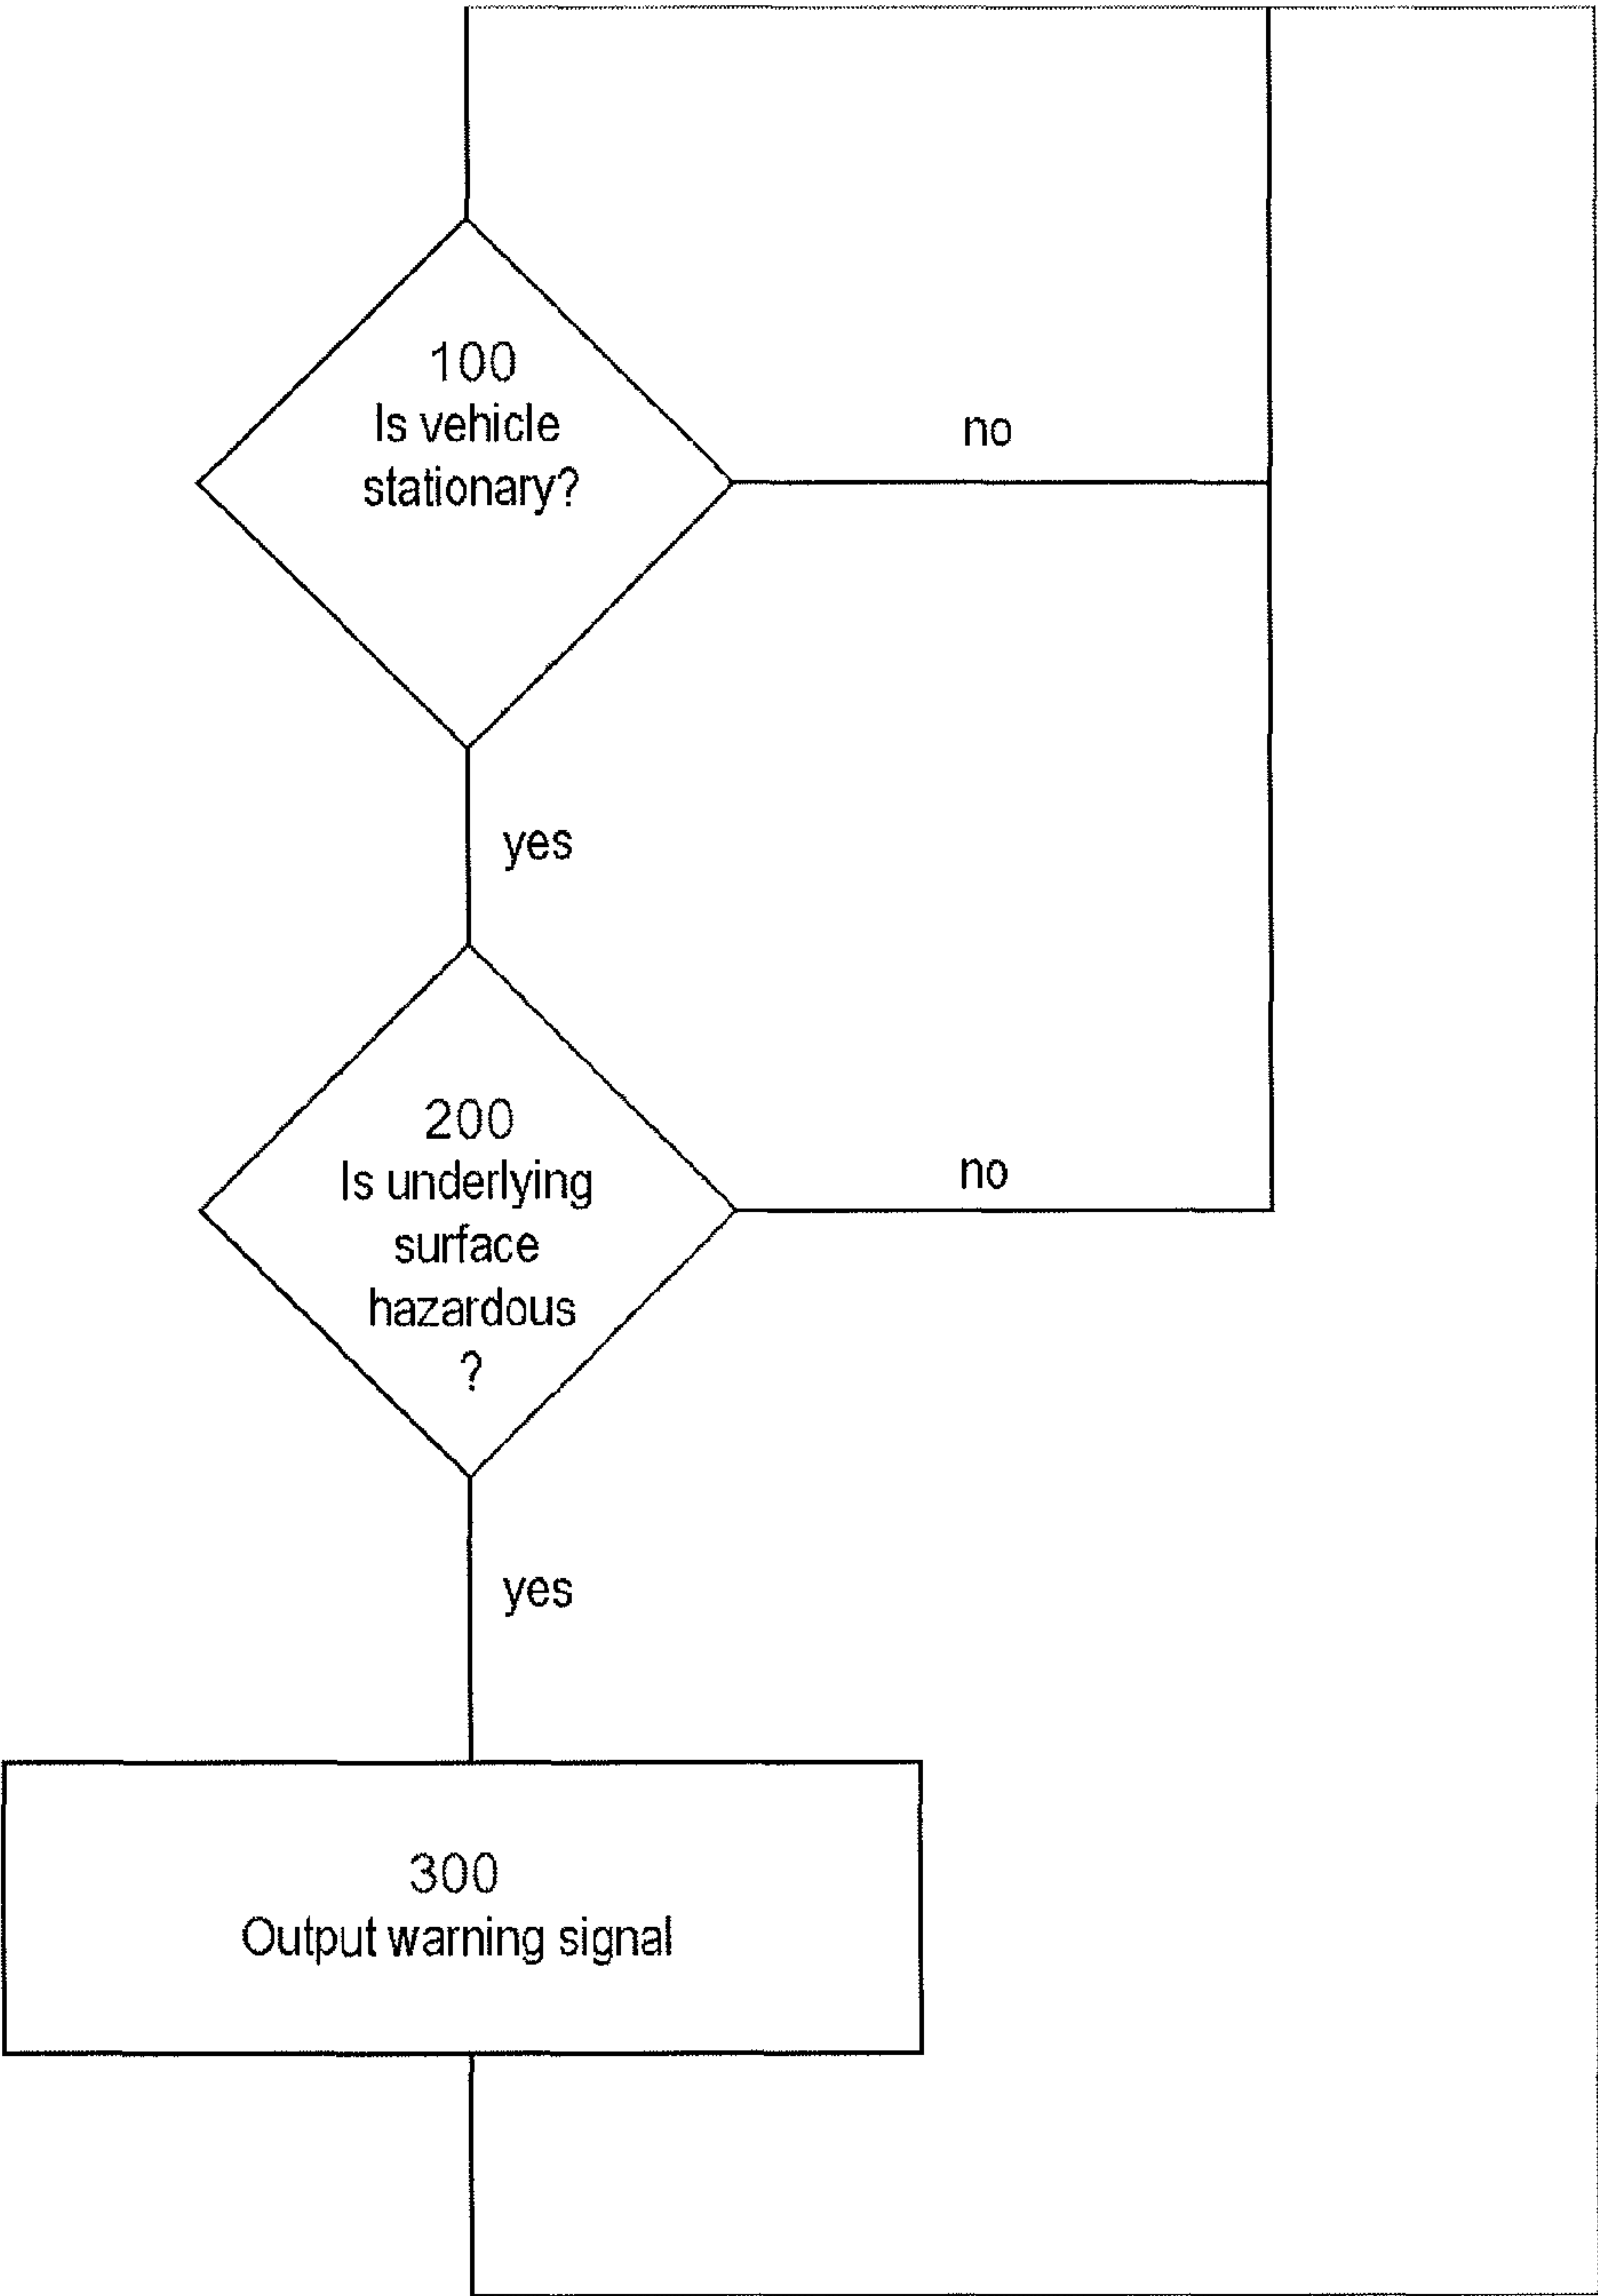 100
Is vehicle
stationary?
no
yes
200
Is underlying
surface
hazardous
?
no
yes
300
Output warning signal